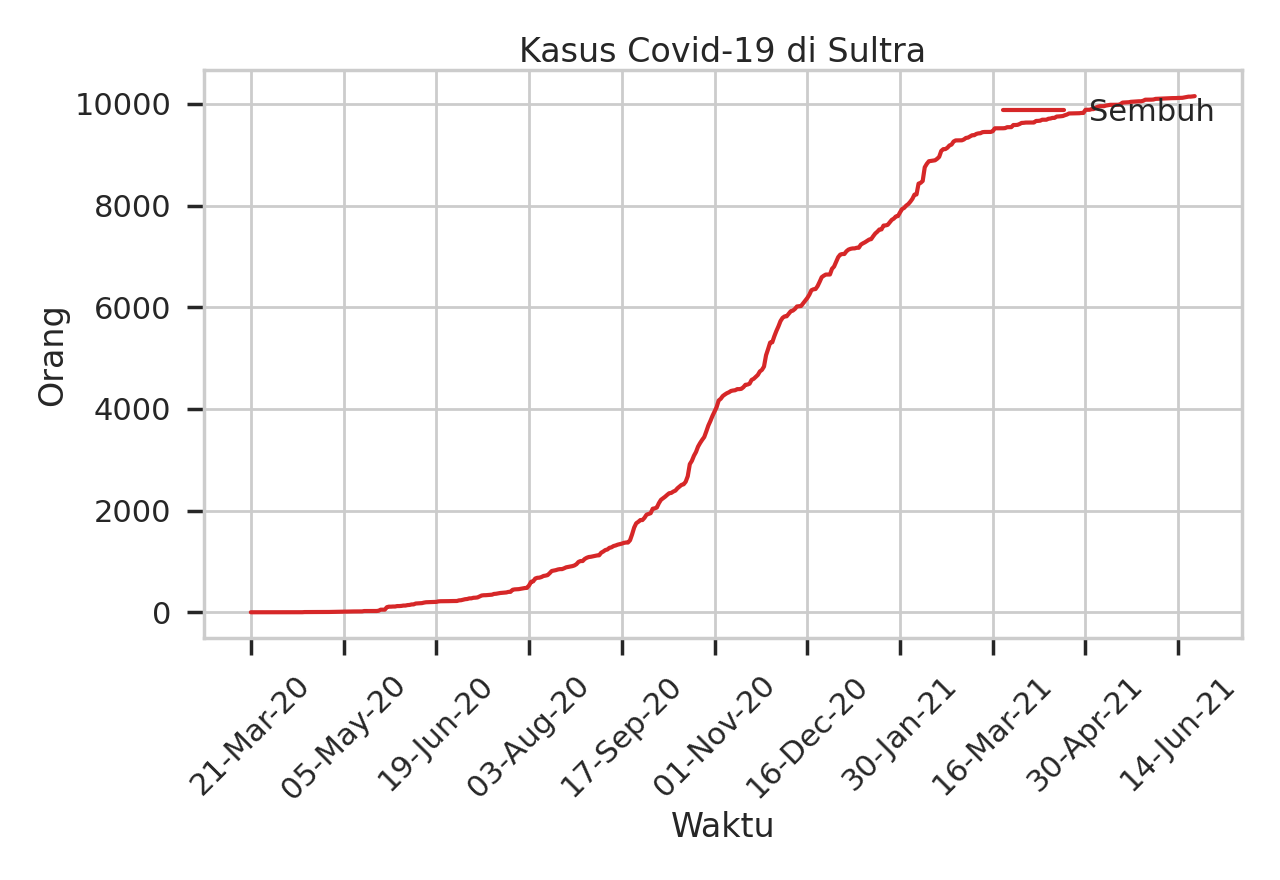 Kasus Covid-19 di Sultra
Sembuh
Orang
10000
8000
6000
4000
2000
0
21-Mar-20
05-May-20
19-Jun-20
03-Aug-20
17-Sep-20
01-Nov-20
16-Dec-20
30-Jan-21
16-Mar-21
30-Apr-21
14-Jun-21
Waktu